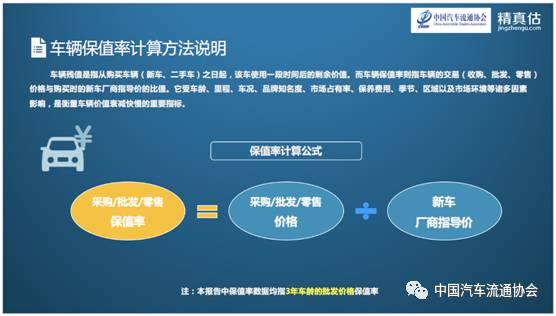 中国汽车流通协会
China Automobile Dealers Association
精真估
jingzhengu.com
车辆保值率计算方法说明
车辆残值是指从购买车辆（新车、二手车）之日起，该车使用一段时间后的剩余价值。而车辆保值率则指车辆的交易（收购、批发、零售）
价格与购买时的新车厂商指导价的比值。它受车龄、里程、车况、品牌知名度、市场占有率、保养费用、季节、区域以及市场环境等诸多因素
影响，是衡量车辆价值衰减快慢的重要指标。
¥
保值率计算公式
采购/批发/零售
保值率
=
采购/批发/零售
价格
÷
新车
厂商指导价
注：本报告中保值率数据均指3年车龄的批发价格保值率
中国汽车流通协会